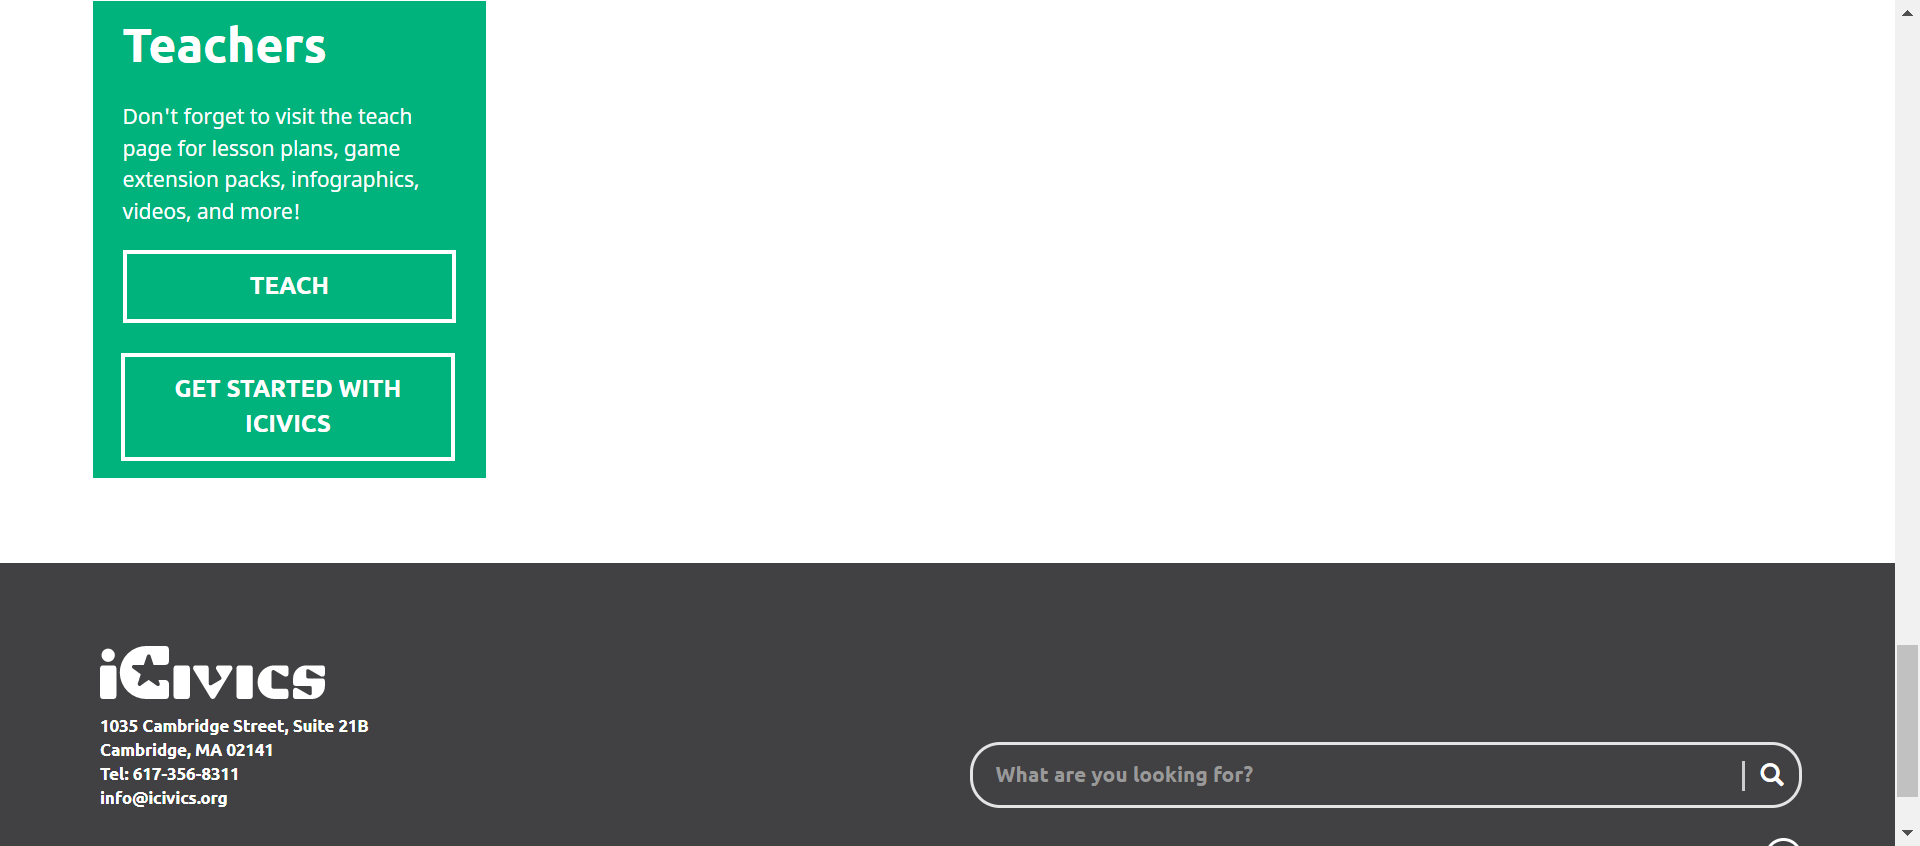 Teachers
Don't forget to visit the teach
page for lesson plans, game
extension packs, infographics,
videos, and more!
TEACH
GET STARTED WITH
ICIVICS
iCivics
1035 Cambridge Street, Suite 21B
Cambridge, MA 02141
Tel: 617-356-8311
info@icivics.org
What are you looking for?